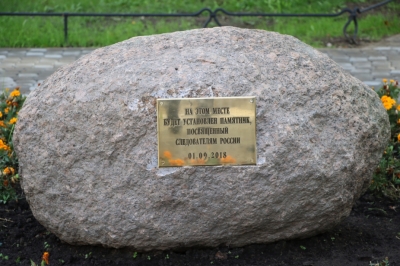 НА ЭТОМ МЕСТЕ
БУДЕТ УСТАНОВЛЕН ПАМЯТНИК,
ПОСВЯЩЕННЫЙ
СЛЕДОВАТЕЛЯМ РОССИИ
01.09.2018